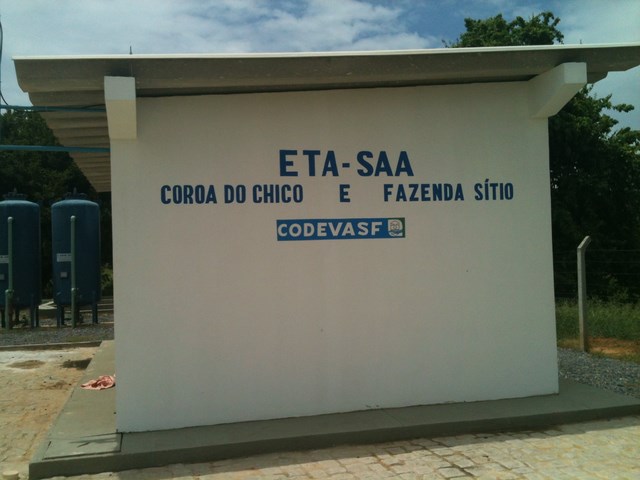 ETA-SAA
COROA DO CHICO E FAZENDA SÍTIO
CODEVASF